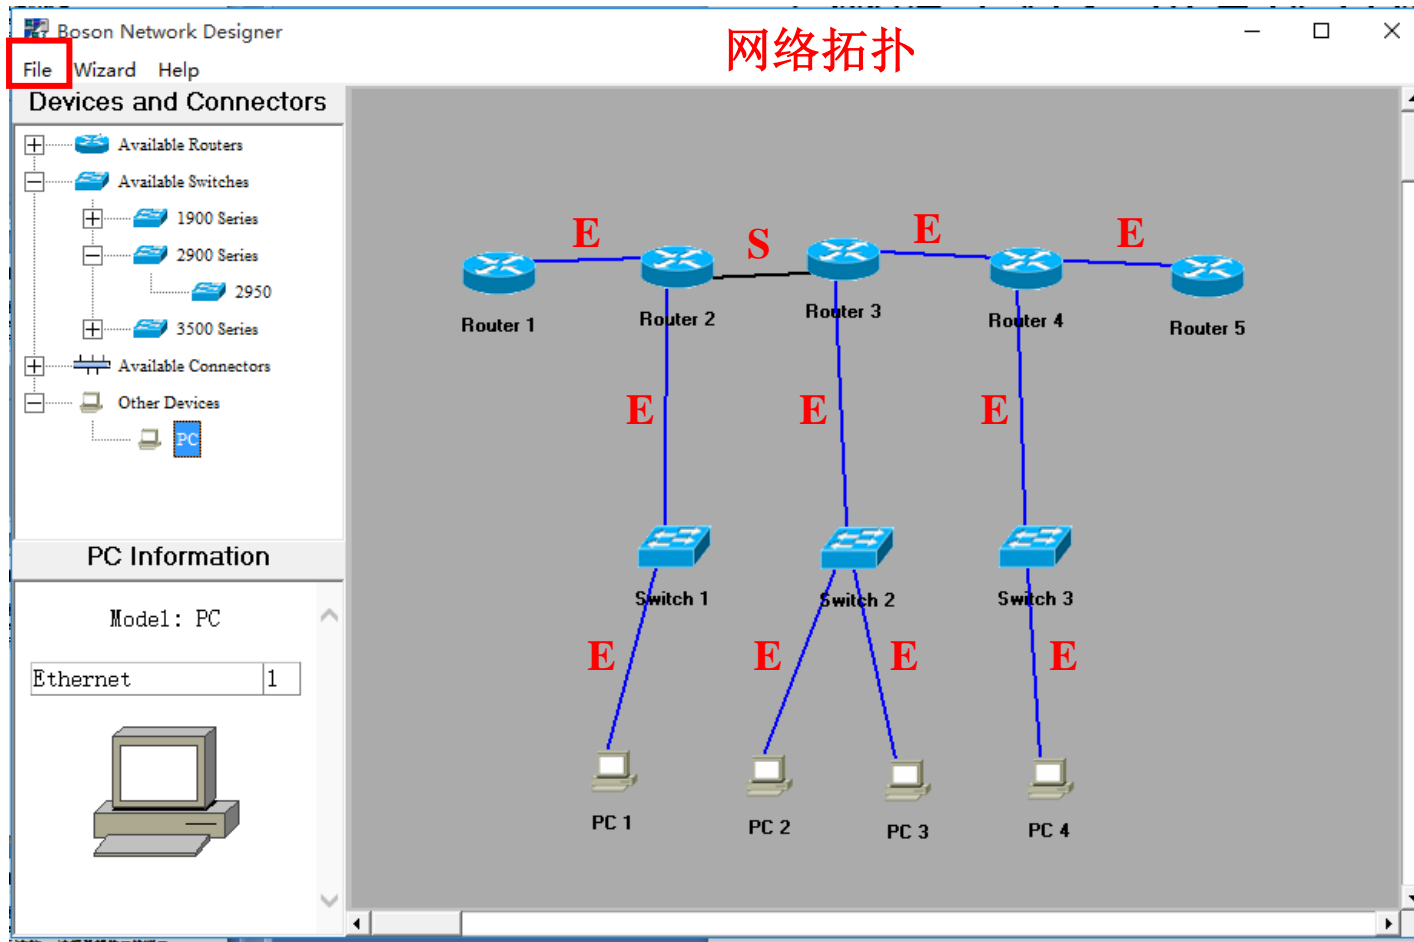 Boson Network Designer
网络拓扑
File Wizard Help
Devices and Connectors
Available Routers
Available Switches
1900 Series
2900 Series
2950
3500 Series
Available Connectors
Other Devices
PC
PC Information
Model: PC
Ethernet 1
E S E E
Router 1 Router 2 Router 3 Router 4 Router 5
E E E
Switch 1 Switch 2 Switch 3
E E E E
PC 1 PC 2 PC 3 PC 4